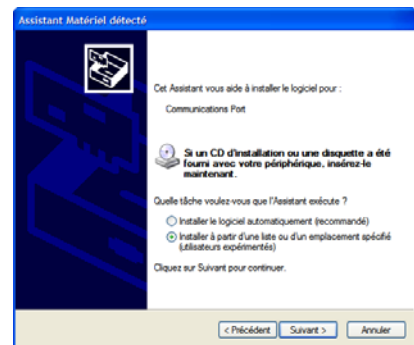 Assistant Matériel détecté
Cet Assistant vous aide à installer le logiciel pour :
Communications Port
Si un CD d'installation ou une disquette a été
fourni avec votre périphérique, insérez-le
maintenant.
Quelle tâche voulez-vous que l'Assistant exécute ?
Installer le logiciel automatiquement (recommandé)
Installer à partir d'une liste ou d'un emplacement spécifié
(utilisateurs expérimentés)
Cliquez sur Suivant pour continuer.
< Précédent Suivant > Annuler